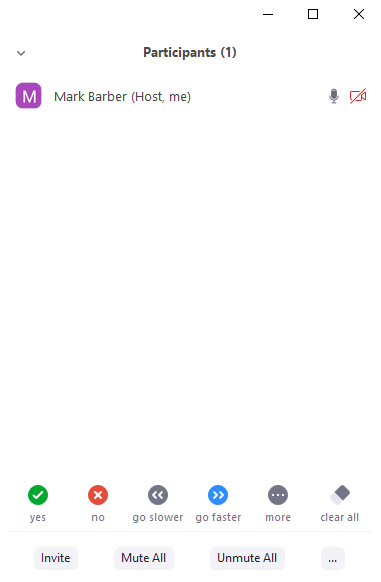 Participants (1)
M Mark Barber (Host, me)
yes no go slower go faster more clear all
Invite Mute All Unmute All ...